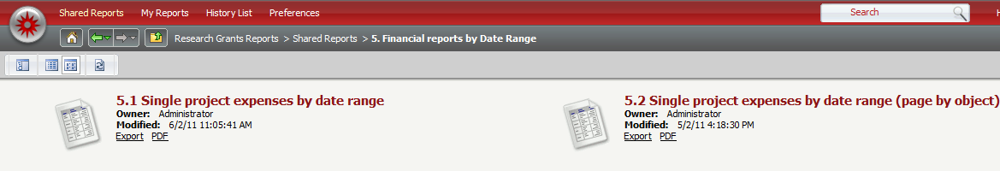 Shared Reports My Reports History List Preferences Search H
Research Grants Reports > Shared Reports > 5. Financial reports by Date Range
5.1 Single project expenses by date range
Owner: Administrator
Modified: 6/2/11 11:05:41 AM
Export PDF
5.2 Single project expenses by date range (page by object)
Owner: Administrator
Modified: 5/2/11 4:18:30 PM
Export PDF